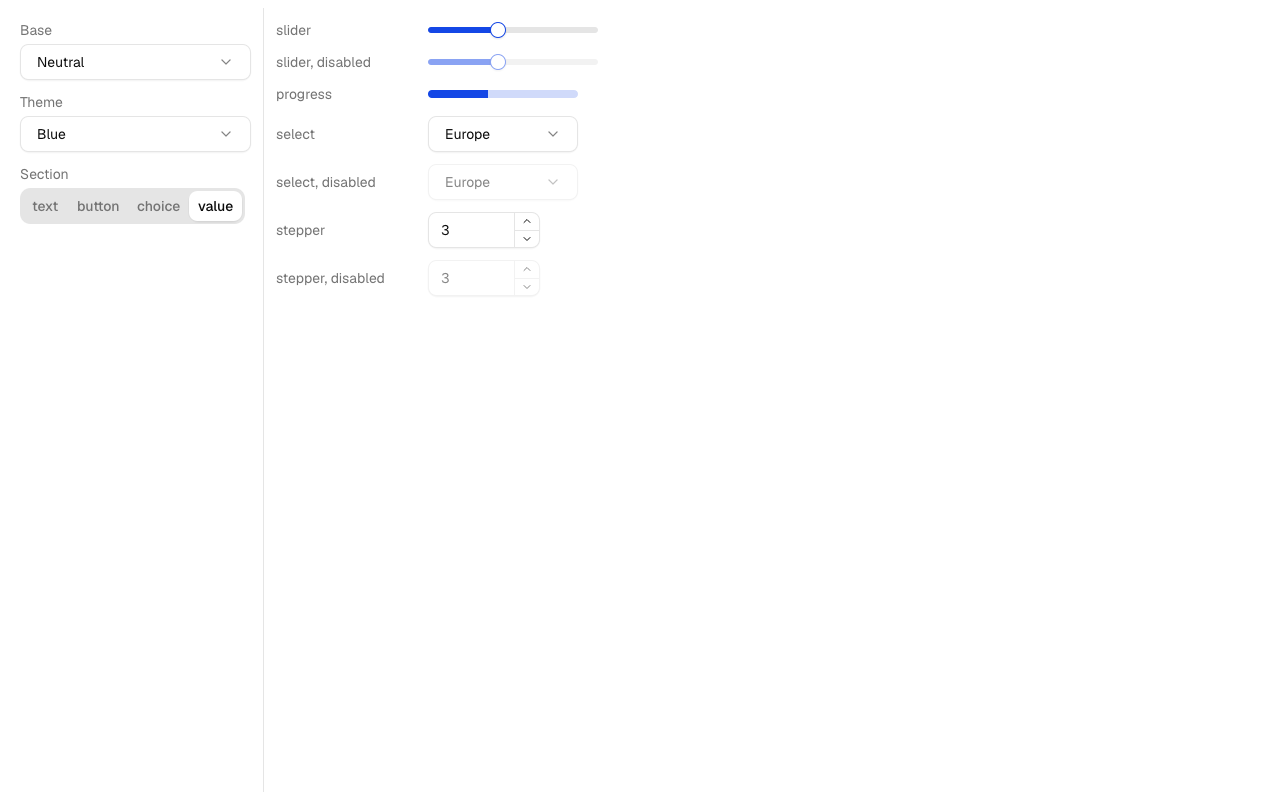 Base
Neutral
Theme
Blue
Section
text button choice value
slider
slider, disabled
progress
select Europe
select, disabled Europe
stepper 3
stepper, disabled 3